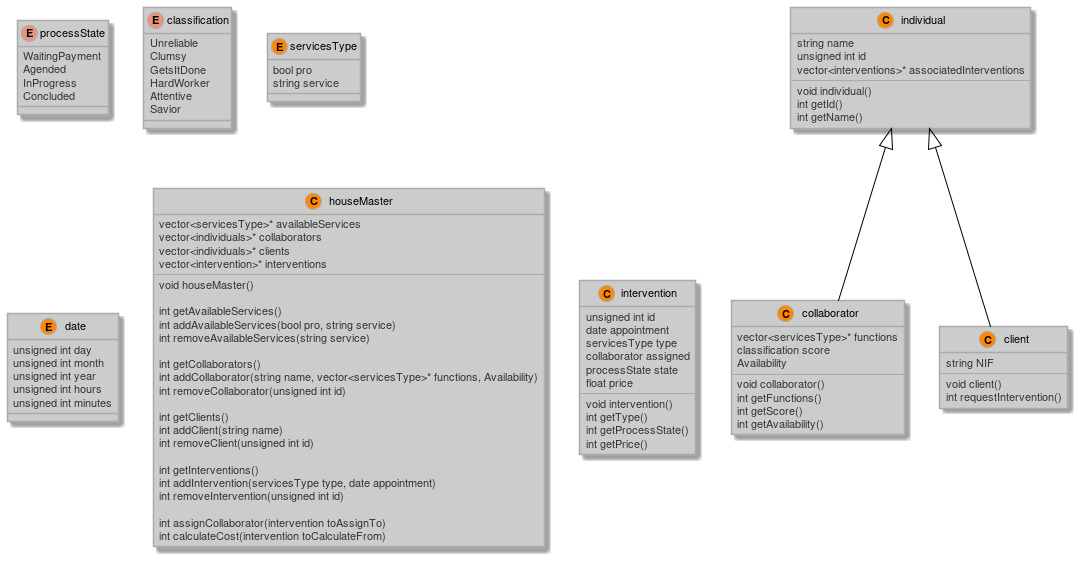 E processState
WaitingPayment
Agended
InProgress
Concluded
E classification
Unreliable
Clumsy
GetsItDone
HardWorker
Attentive
Savior
E servicesType
bool pro
string service
C individual
string name
unsigned int id
vector<interventions>* associatedInterventions
void individual()
int getId()
int getName()
C houseMaster
vector<servicesType>* availableServices
vector<individuals>* collaborators
vector<individuals>* clients
vector<intervention>* interventions
void houseMaster()
int getAvailableServices()
int addAvailableServices(bool pro, string service)
int removeAvailableServices(string service)
int getCollaborators()
int addCollaborator(string name, vector<servicesType>* functions, Availability)
int removeCollaborator(unsigned int id)
int getClients()
int addClient(string name)
int removeClient(unsigned int id)
int getInterventions()
int addIntervention(servicesType type, date appointment)
int removeIntervention(unsigned int id)
int assignCollaborator(intervention toAssignTo)
int calculateCost(intervention toCalculateFrom)
E date
unsigned int day
unsigned int month
unsigned int year
unsigned int hours
unsigned int minutes
C intervention
unsigned int id
date appointment
servicesType type
collaborator assigned
processState state
float price
void intervention()
int getType()
int getProcessState()
int getPrice()
C collaborator
vector<servicesType>* functions
classification score
Availability
void collaborator()
int getFunctions()
int getScore()
int getAvailability()
C client
string NIF
void client()
int requestIntervention()